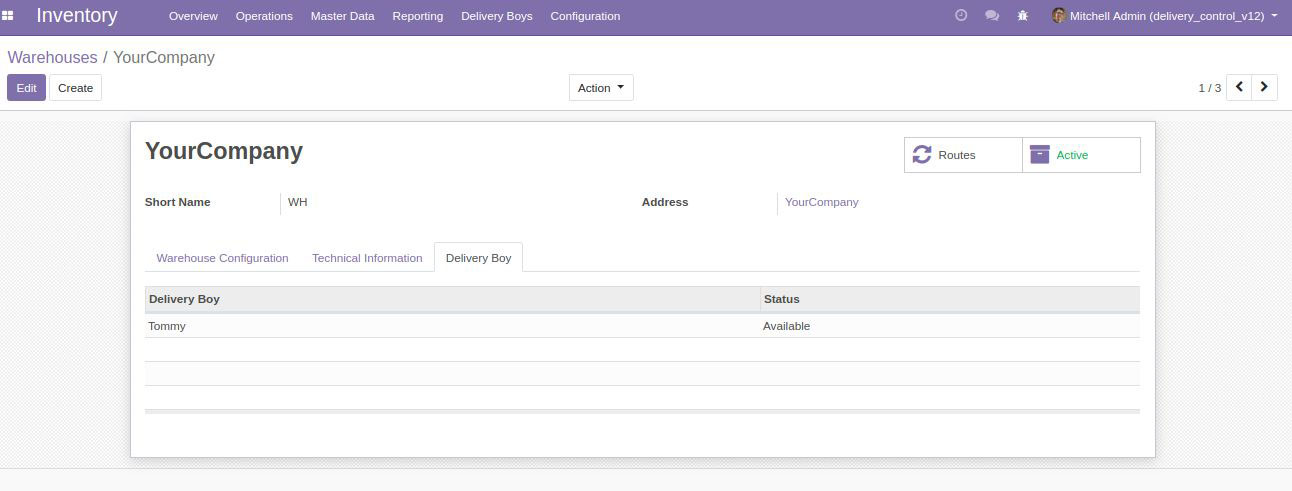 Inventory Overview Operations Master Data Reporting Delivery Boys Configuration Mitchell Admin (delivery_control_v12)
Warehouses / YourCompany
Edit Create Action 1 / 3
YourCompany Routes Active
Short Name WH Address YourCompany
Warehouse Configuration Technical Information Delivery Boy
Delivery Boy Status
Tommy Available